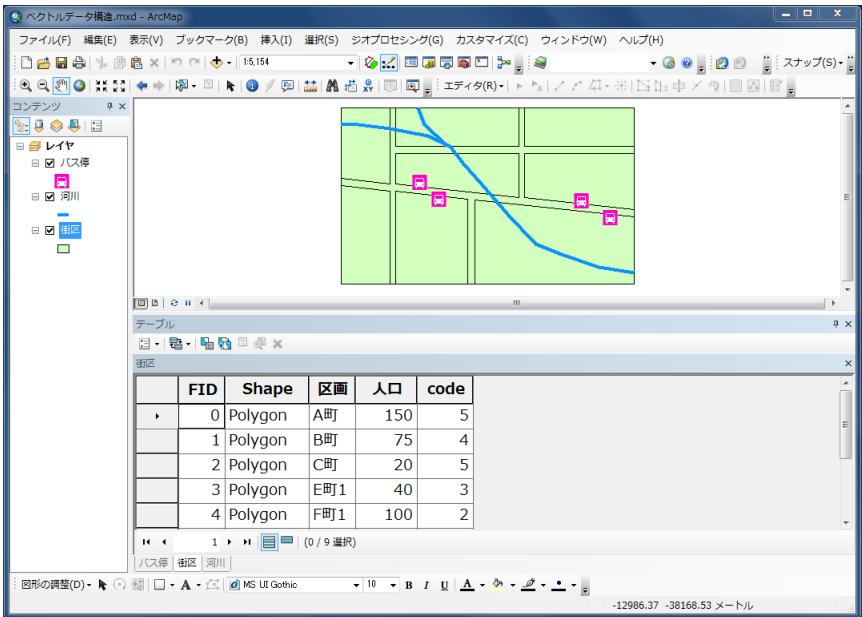 ベクトルデータ構造.mxd - ArcMap
ファイル(F) 編集(E) 表示(V) ブックマーク(B) 挿入(I) 選択(S) ジオプロセシング(G) カスタマイズ(C) ウィンドウ(W) ヘルプ(H)
1:5,154 スナップ(S)
エディタ(R)
コンテンツ
レイヤ
バス停
河川
街区
テーブル
街区
FID Shape 区画 人口 code
0 Polygon A町 150 5
1 Polygon B町 75 4
2 Polygon C町 20 5
3 Polygon E町1 40 3
4 Polygon F町1 100 2
1 (0 / 9 選択)
バス停 街区 河川
図形の調整(D) A MS UI Gothic 10 B I U A
-12986.37 -38168.53 メートル